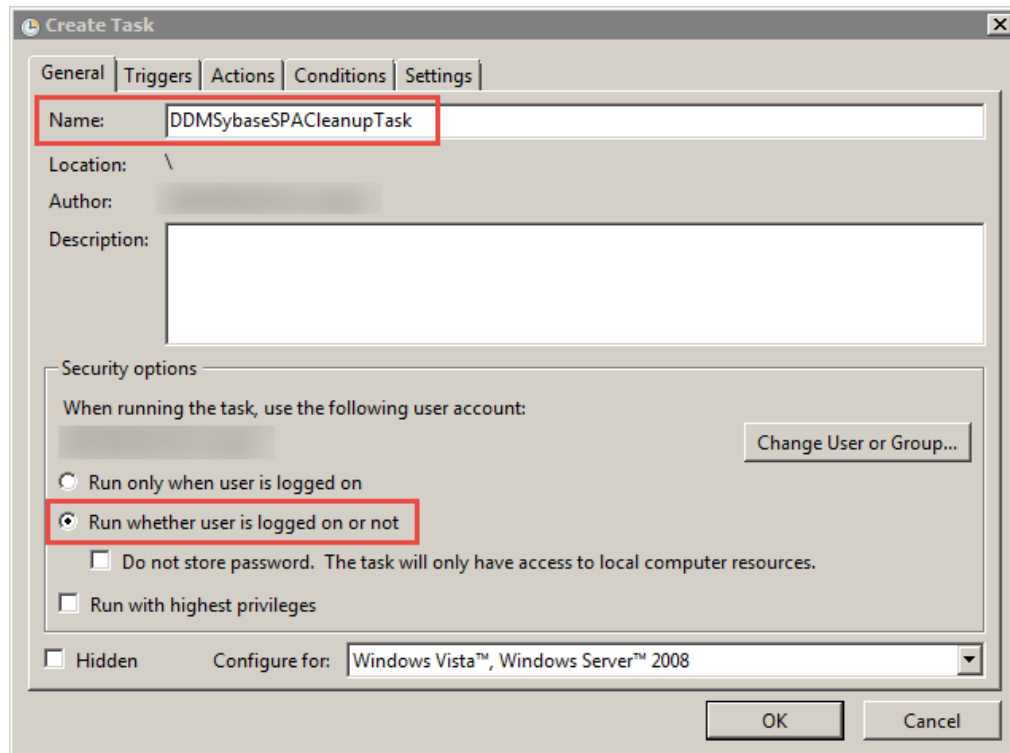 Create Task
General Triggers Actions Conditions Settings
Name: DDMSybaseSPACleanupTask
Location: \
Author:
Description:
Security options
When running the task, use the following user account:
Change User or Group...
Run only when user is logged on
Run whether user is logged on or not
Do not store password. The task will only have access to local computer resources.
Run with highest privileges
Hidden Configure for: Windows Vista™, Windows Server™ 2008
OK Cancel